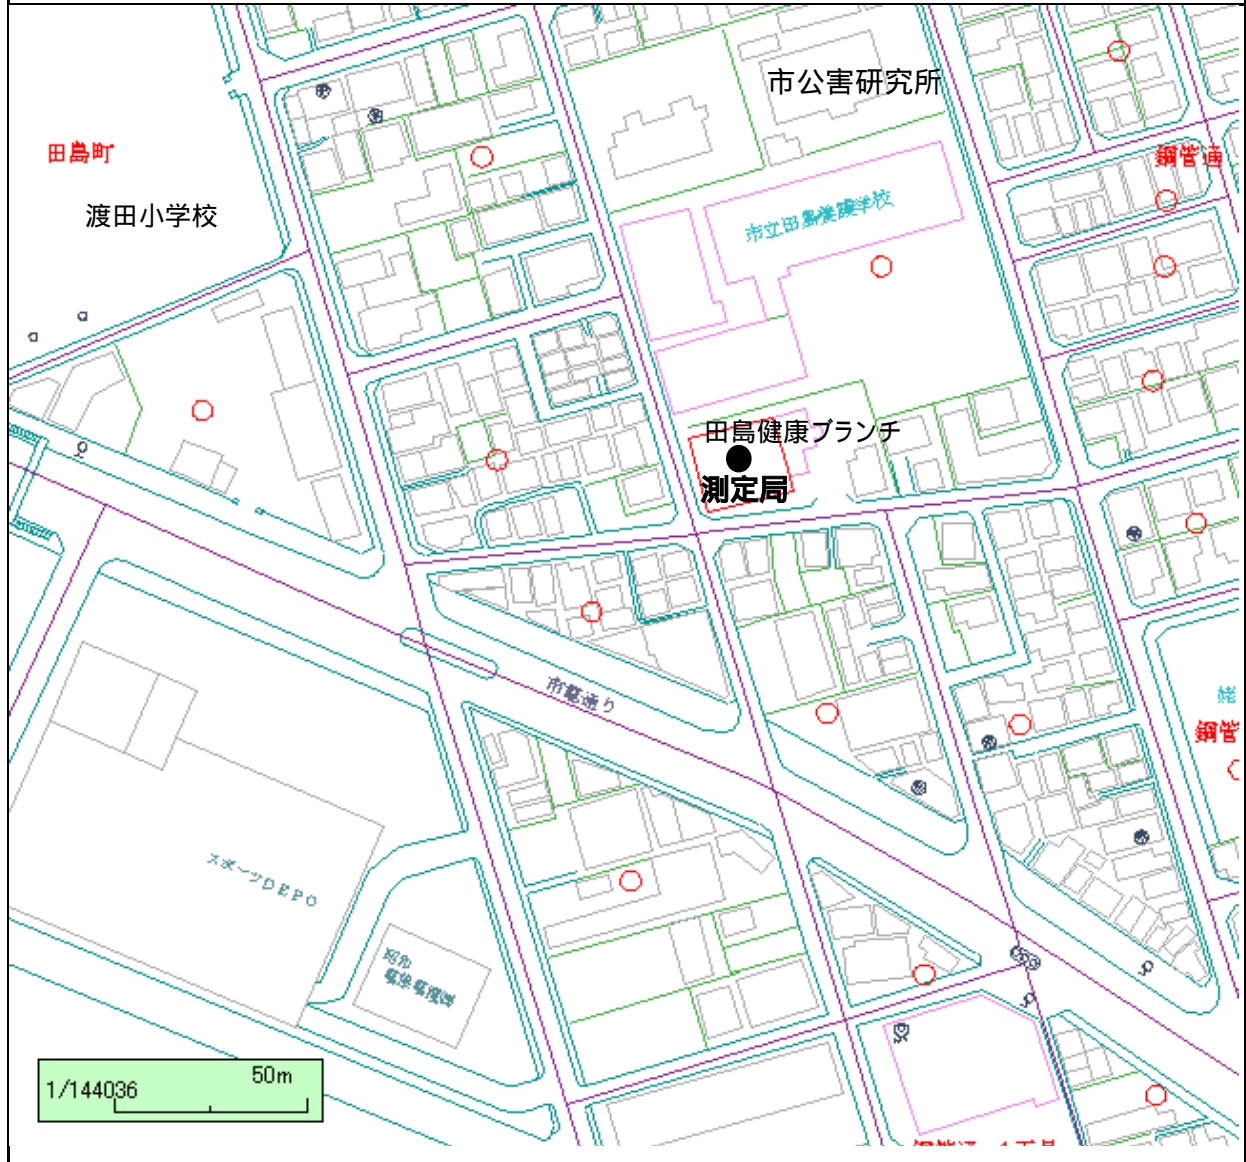 市公害研究所
田島町
鋼管通
渡田小学校
市立田島養護学校
田島健康ブランチ
測定局
市電通り
鋼管
スポーツDEPO
昭和
50m
1/144036